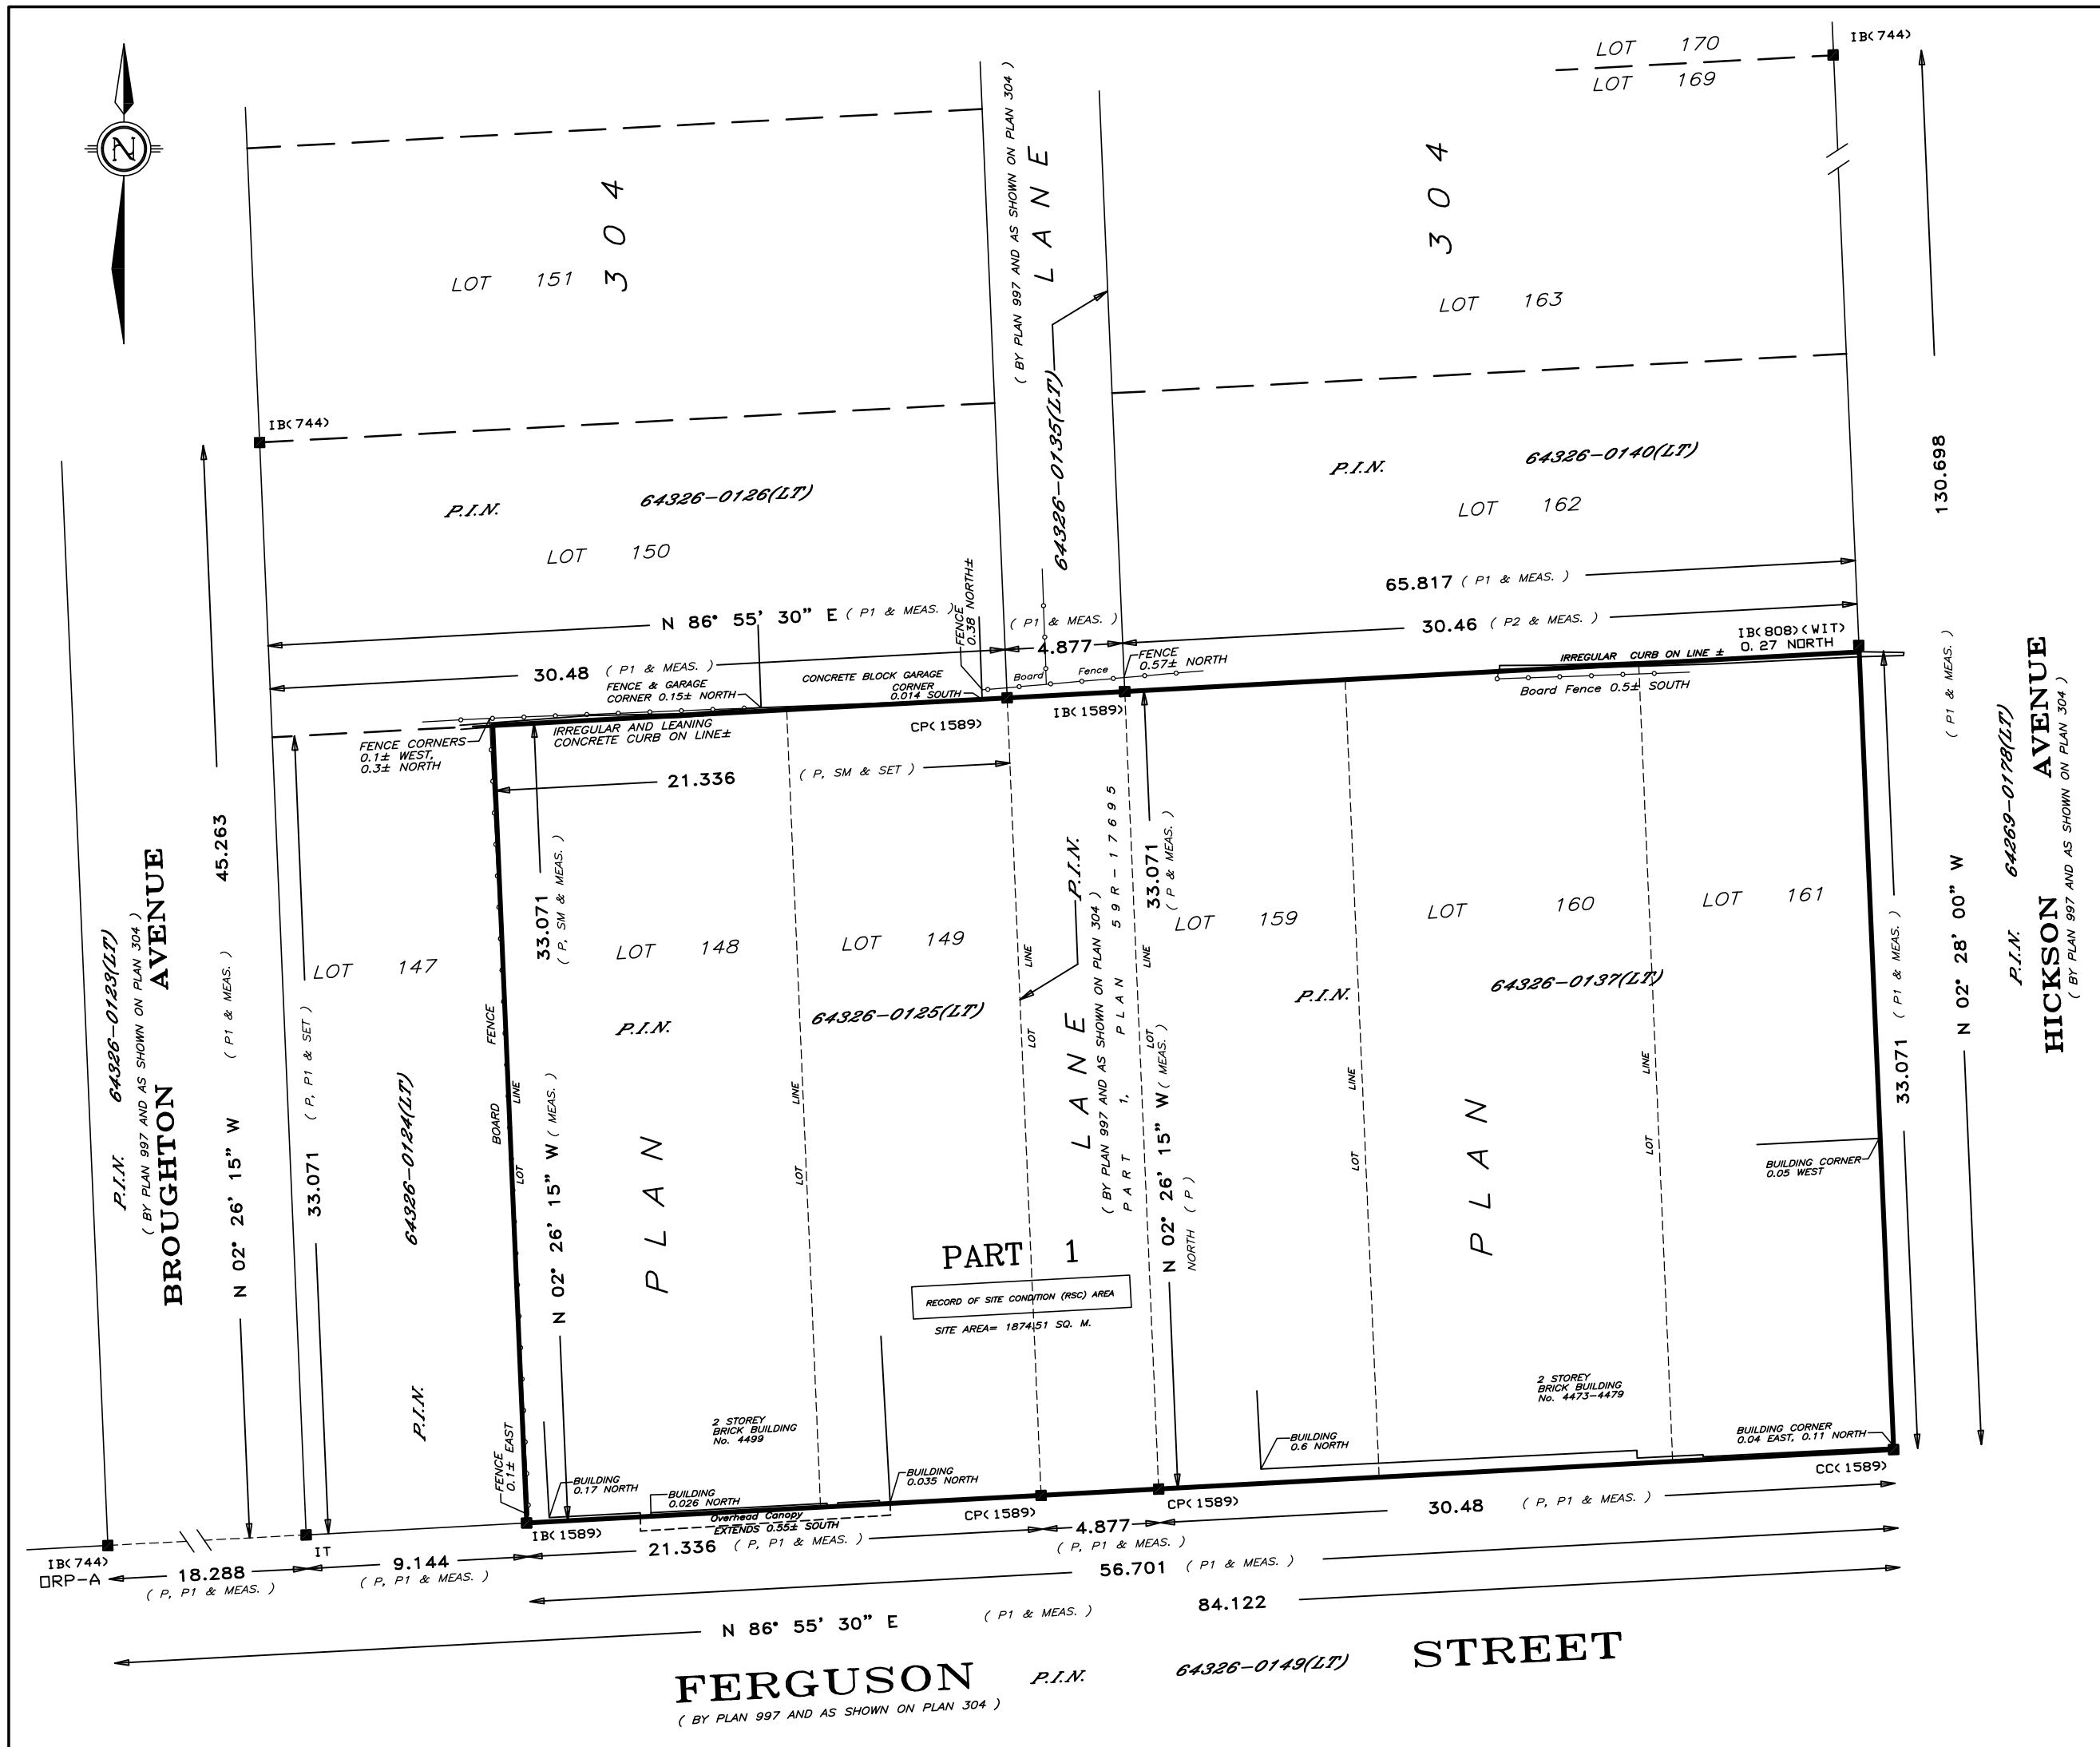 N
LOT 170
LOT 169
IB(744)
LOT 151
304
( BY PLAN 997 AND AS SHOWN ON PLAN 304 )
LANE
64326-0135(LT)
304
LOT 163
IB(744)
P.I.N. 64326-0126(LT)
LOT 150
P.I.N. 64326-0140(LT)
LOT 162
130.698
( P1 & MEAS. )
N 02° 28' 00" W
65.817 ( P1 & MEAS. )
N 86° 55' 30" E ( P1 & MEAS. )
FENCE
0.38 NORTH±
( P1 & MEAS. )
4.877
30.46 ( P2 & MEAS. )
IB(808)(WIT)
0.27 NORTH
30.48 ( P1 & MEAS. )
FENCE & GARAGE
CORNER 0.15± NORTH
CONCRETE BLOCK GARAGE
CORNER
0.014 SOUTH
Board Fence
FENCE
0.57± NORTH
IRREGULAR CURB ON LINE ±
Board Fence 0.5± SOUTH
CP(1589)
IB(1589)
FENCE CORNERS
0.1± WEST,
0.3± NORTH
IRREGULAR AND LEANING
CONCRETE CURB ON LINE±
21.336 ( P, SM & SET )
45.263
( P1 & MEAS. )
N 02° 26' 15" W
P.I.N. 64326-0123(LT)
( BY PLAN 997 AND AS SHOWN ON PLAN 304 )
BROUGHTON AVENUE
33.071 ( P, P1 & SET )
LOT 147
P.I.N. 64326-0124(LT)
BOARD FENCE
LOT LINE
33.071
( P, SM & MEAS. )
N 02° 26' 15" W ( MEAS. )
LOT 148
LOT 149
P.I.N. 64326-0125(LT)
PLAN
LOT LINE
LOT LINE
P.I.N.
LANE
( BY PLAN 997 AND AS SHOWN ON PLAN 304 )
PART 1, PLAN 59R-17695
LOT LINE
33.071
( P & MEAS. )
N 02° 26' 15" W ( MEAS. )
NORTH ( P )
LOT 159
LOT 160
LOT 161
P.I.N. 64326-0137(LT)
PLAN
LOT LINE
LOT LINE
33.071 ( P1 & MEAS. )
P.I.N. 64269-0178(LT)
HICKSON AVENUE
( BY PLAN 997 AND AS SHOWN ON PLAN 304 )
BUILDING CORNER
0.05 WEST
PART 1
RECORD OF SITE CONDITION (RSC) AREA
SITE AREA= 1874.51 SQ. M.
2 STOREY
BRICK BUILDING
No. 4499
2 STOREY
BRICK BUILDING
No. 4473-4479
FENCE
0.1± EAST
BUILDING
0.17 NORTH
BUILDING
0.026 NORTH
BUILDING
0.035 NORTH
BUILDING
0.6 NORTH
BUILDING CORNER
0.04 EAST, 0.11 NORTH
Overhead Canopy
EXTENDS 0.55± SOUTH
IB(744)
ORP-A
IT
IB(1589)
CP(1589)
CP(1589)
CC(1589)
18.288
( P, P1 & MEAS. )
9.144
( P, P1 & MEAS. )
21.336 ( P, P1 & MEAS. )
4.877
( P, P1 & MEAS. )
30.48 ( P, P1 & MEAS. )
56.701 ( P1 & MEAS. )
N 86° 55' 30" E ( P1 & MEAS. ) 84.122
FERGUSON P.I.N. 64326-0149(LT) STREET
( BY PLAN 997 AND AS SHOWN ON PLAN 304 )